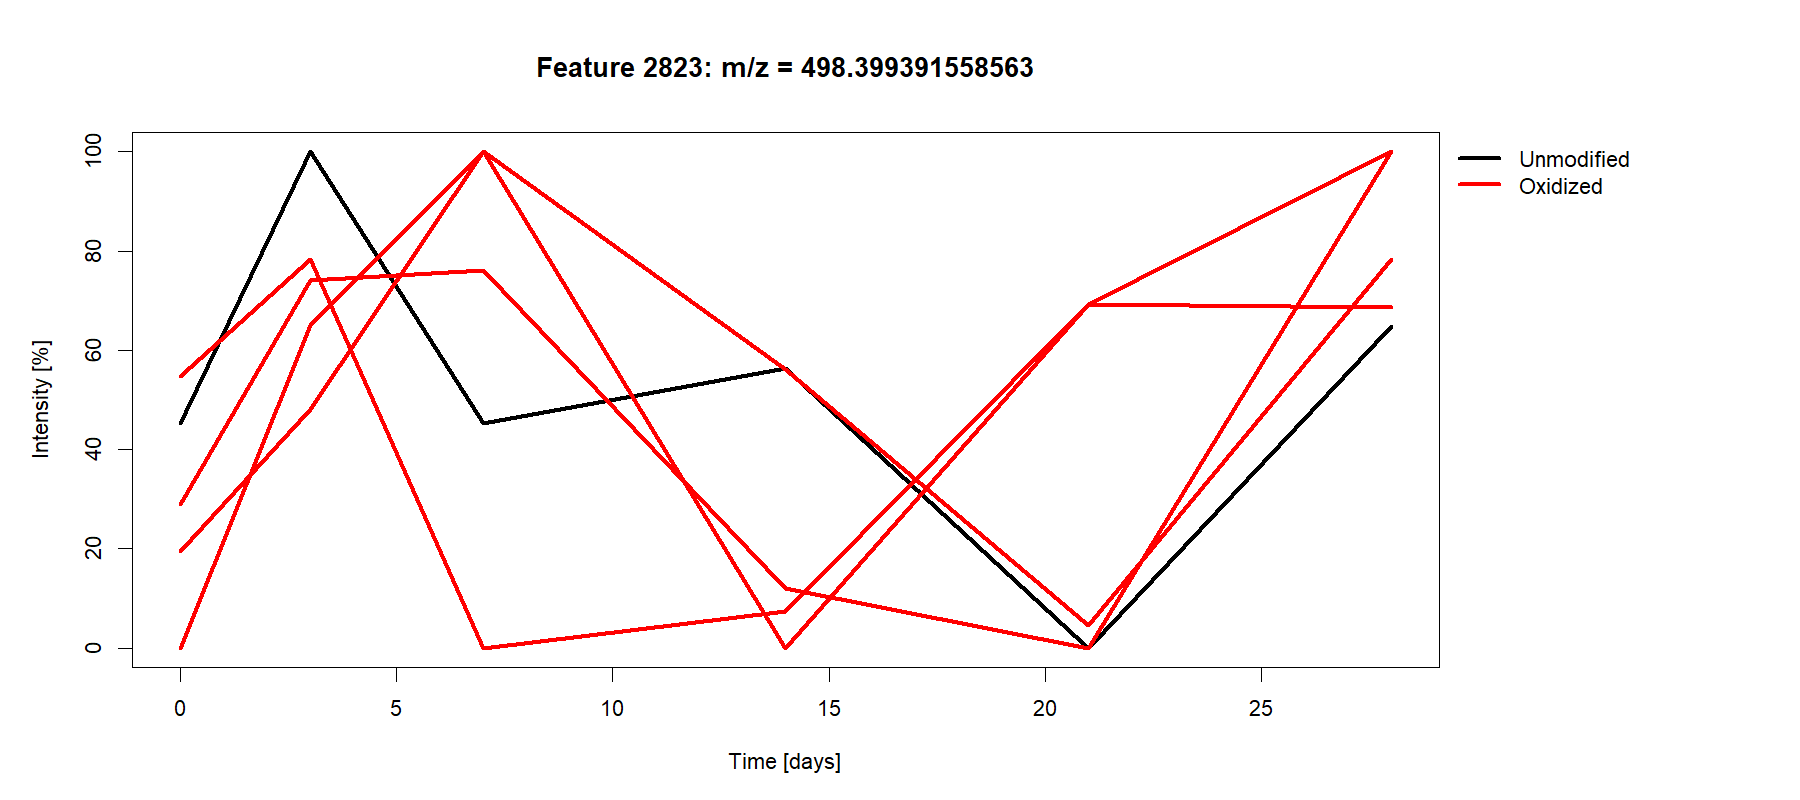 Feature 2823: m/z = 498.399391558563
Unmodified
Oxidized
Intensity [%]
100
80
60
40
20
0
0 5 10 15 20 25
Time [days]